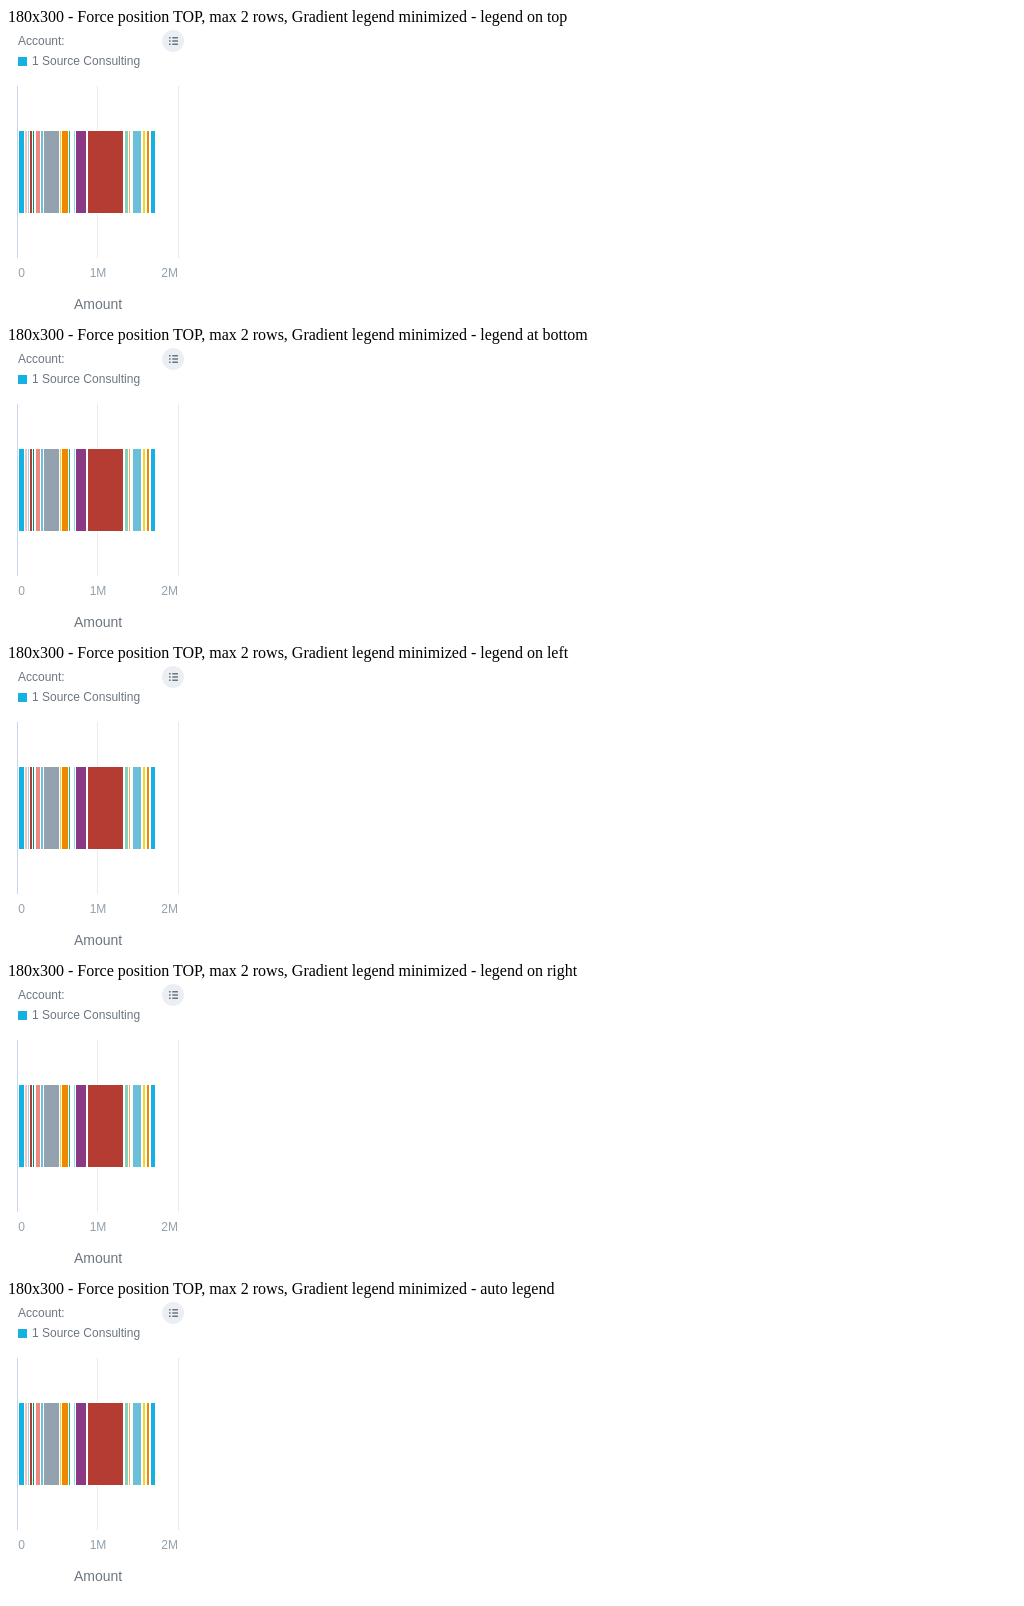 180x300 - Force position TOP, max 2 rows, Gradient legend minimized - legend on top
Account:
1 Source Consulting
0 1M 2M
Amount
180x300 - Force position TOP, max 2 rows, Gradient legend minimized - legend at bottom
Account:
1 Source Consulting
0 1M 2M
Amount
180x300 - Force position TOP, max 2 rows, Gradient legend minimized - legend on left
Account:
1 Source Consulting
0 1M 2M
Amount
180x300 - Force position TOP, max 2 rows, Gradient legend minimized - legend on right
Account:
1 Source Consulting
0 1M 2M
Amount
180x300 - Force position TOP, max 2 rows, Gradient legend minimized - auto legend
Account:
1 Source Consulting
0 1M 2M
Amount